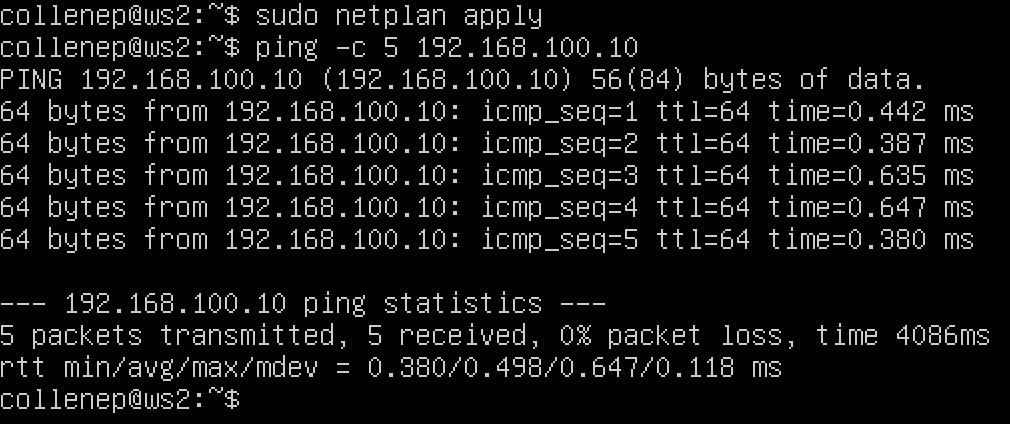 collenep@ws2:~$ sudo netplan apply
collenep@ws2:~$ ping -c 5 192.168.100.10
PING 192.168.100.10 (192.168.100.10) 56(84) bytes of data.
64 bytes from 192.168.100.10: icmp_seq=1 ttl=64 time=0.442 ms
64 bytes from 192.168.100.10: icmp_seq=2 ttl=64 time=0.387 ms
64 bytes from 192.168.100.10: icmp_seq=3 ttl=64 time=0.635 ms
64 bytes from 192.168.100.10: icmp_seq=4 ttl=64 time=0.647 ms
64 bytes from 192.168.100.10: icmp_seq=5 ttl=64 time=0.380 ms

--- 192.168.100.10 ping statistics ---
5 packets transmitted, 5 received, 0% packet loss, time 4086ms
rtt min/avg/max/mdev = 0.380/0.498/0.647/0.118 ms
collenep@ws2:~$